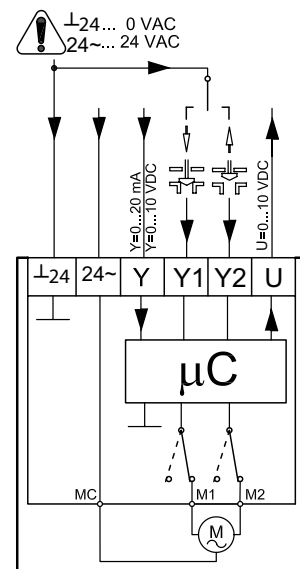 ⊥24... 0 VAC
24~... 24 VAC
Y=0...20 mA
Y=0...10 VDC
U=0...10 VDC
⊥24 24~ Y Y1 Y2 U
µC
MC M1 M2
M